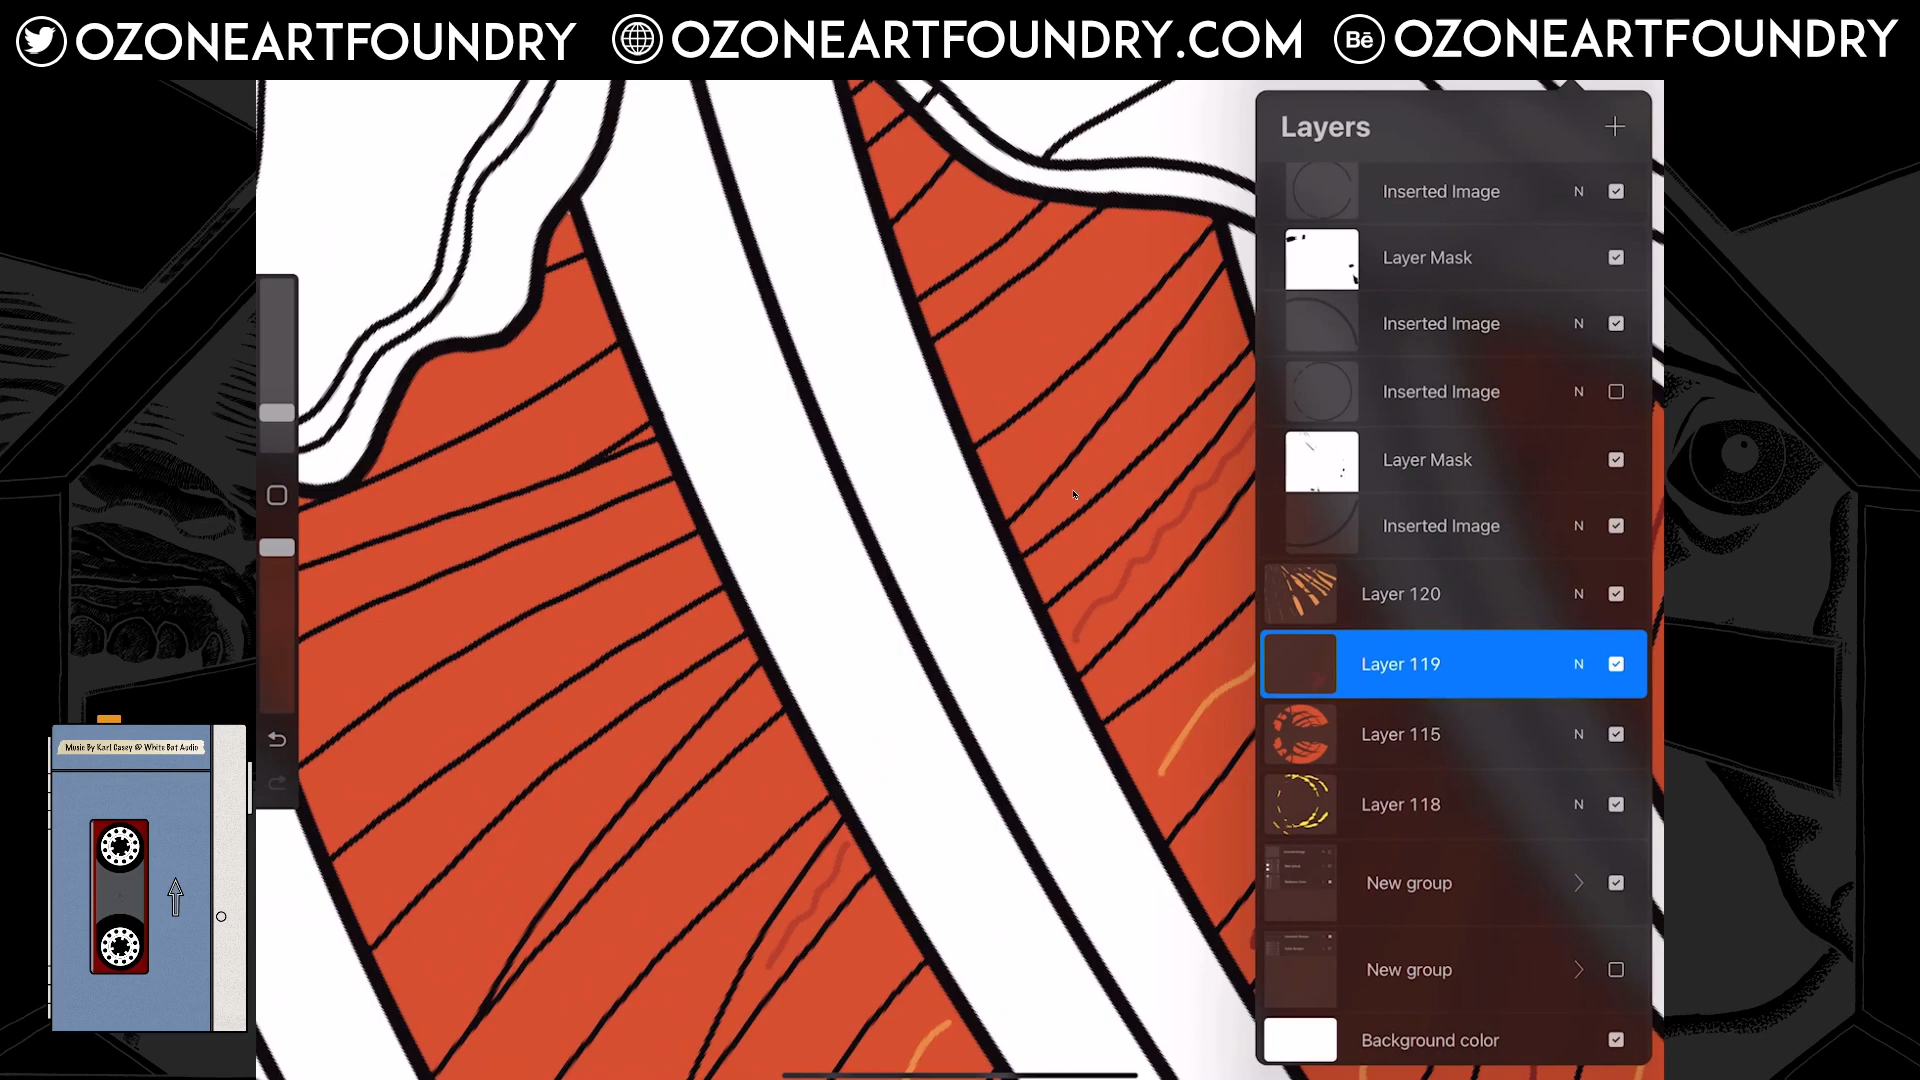 OZONEARTFOUNDRY
OZONEARTFOUNDRY.COM
Bē OZONEARTFOUNDRY
Layers
Inserted Image N
Layer Mask
Inserted Image N
Inserted Image N
Layer Mask
Inserted Image N
Layer 120 N
Layer 119 N
Layer 115 N
Layer 118 N
New group
New group
Background color
Music By Karl Casey @ White Bat Audio